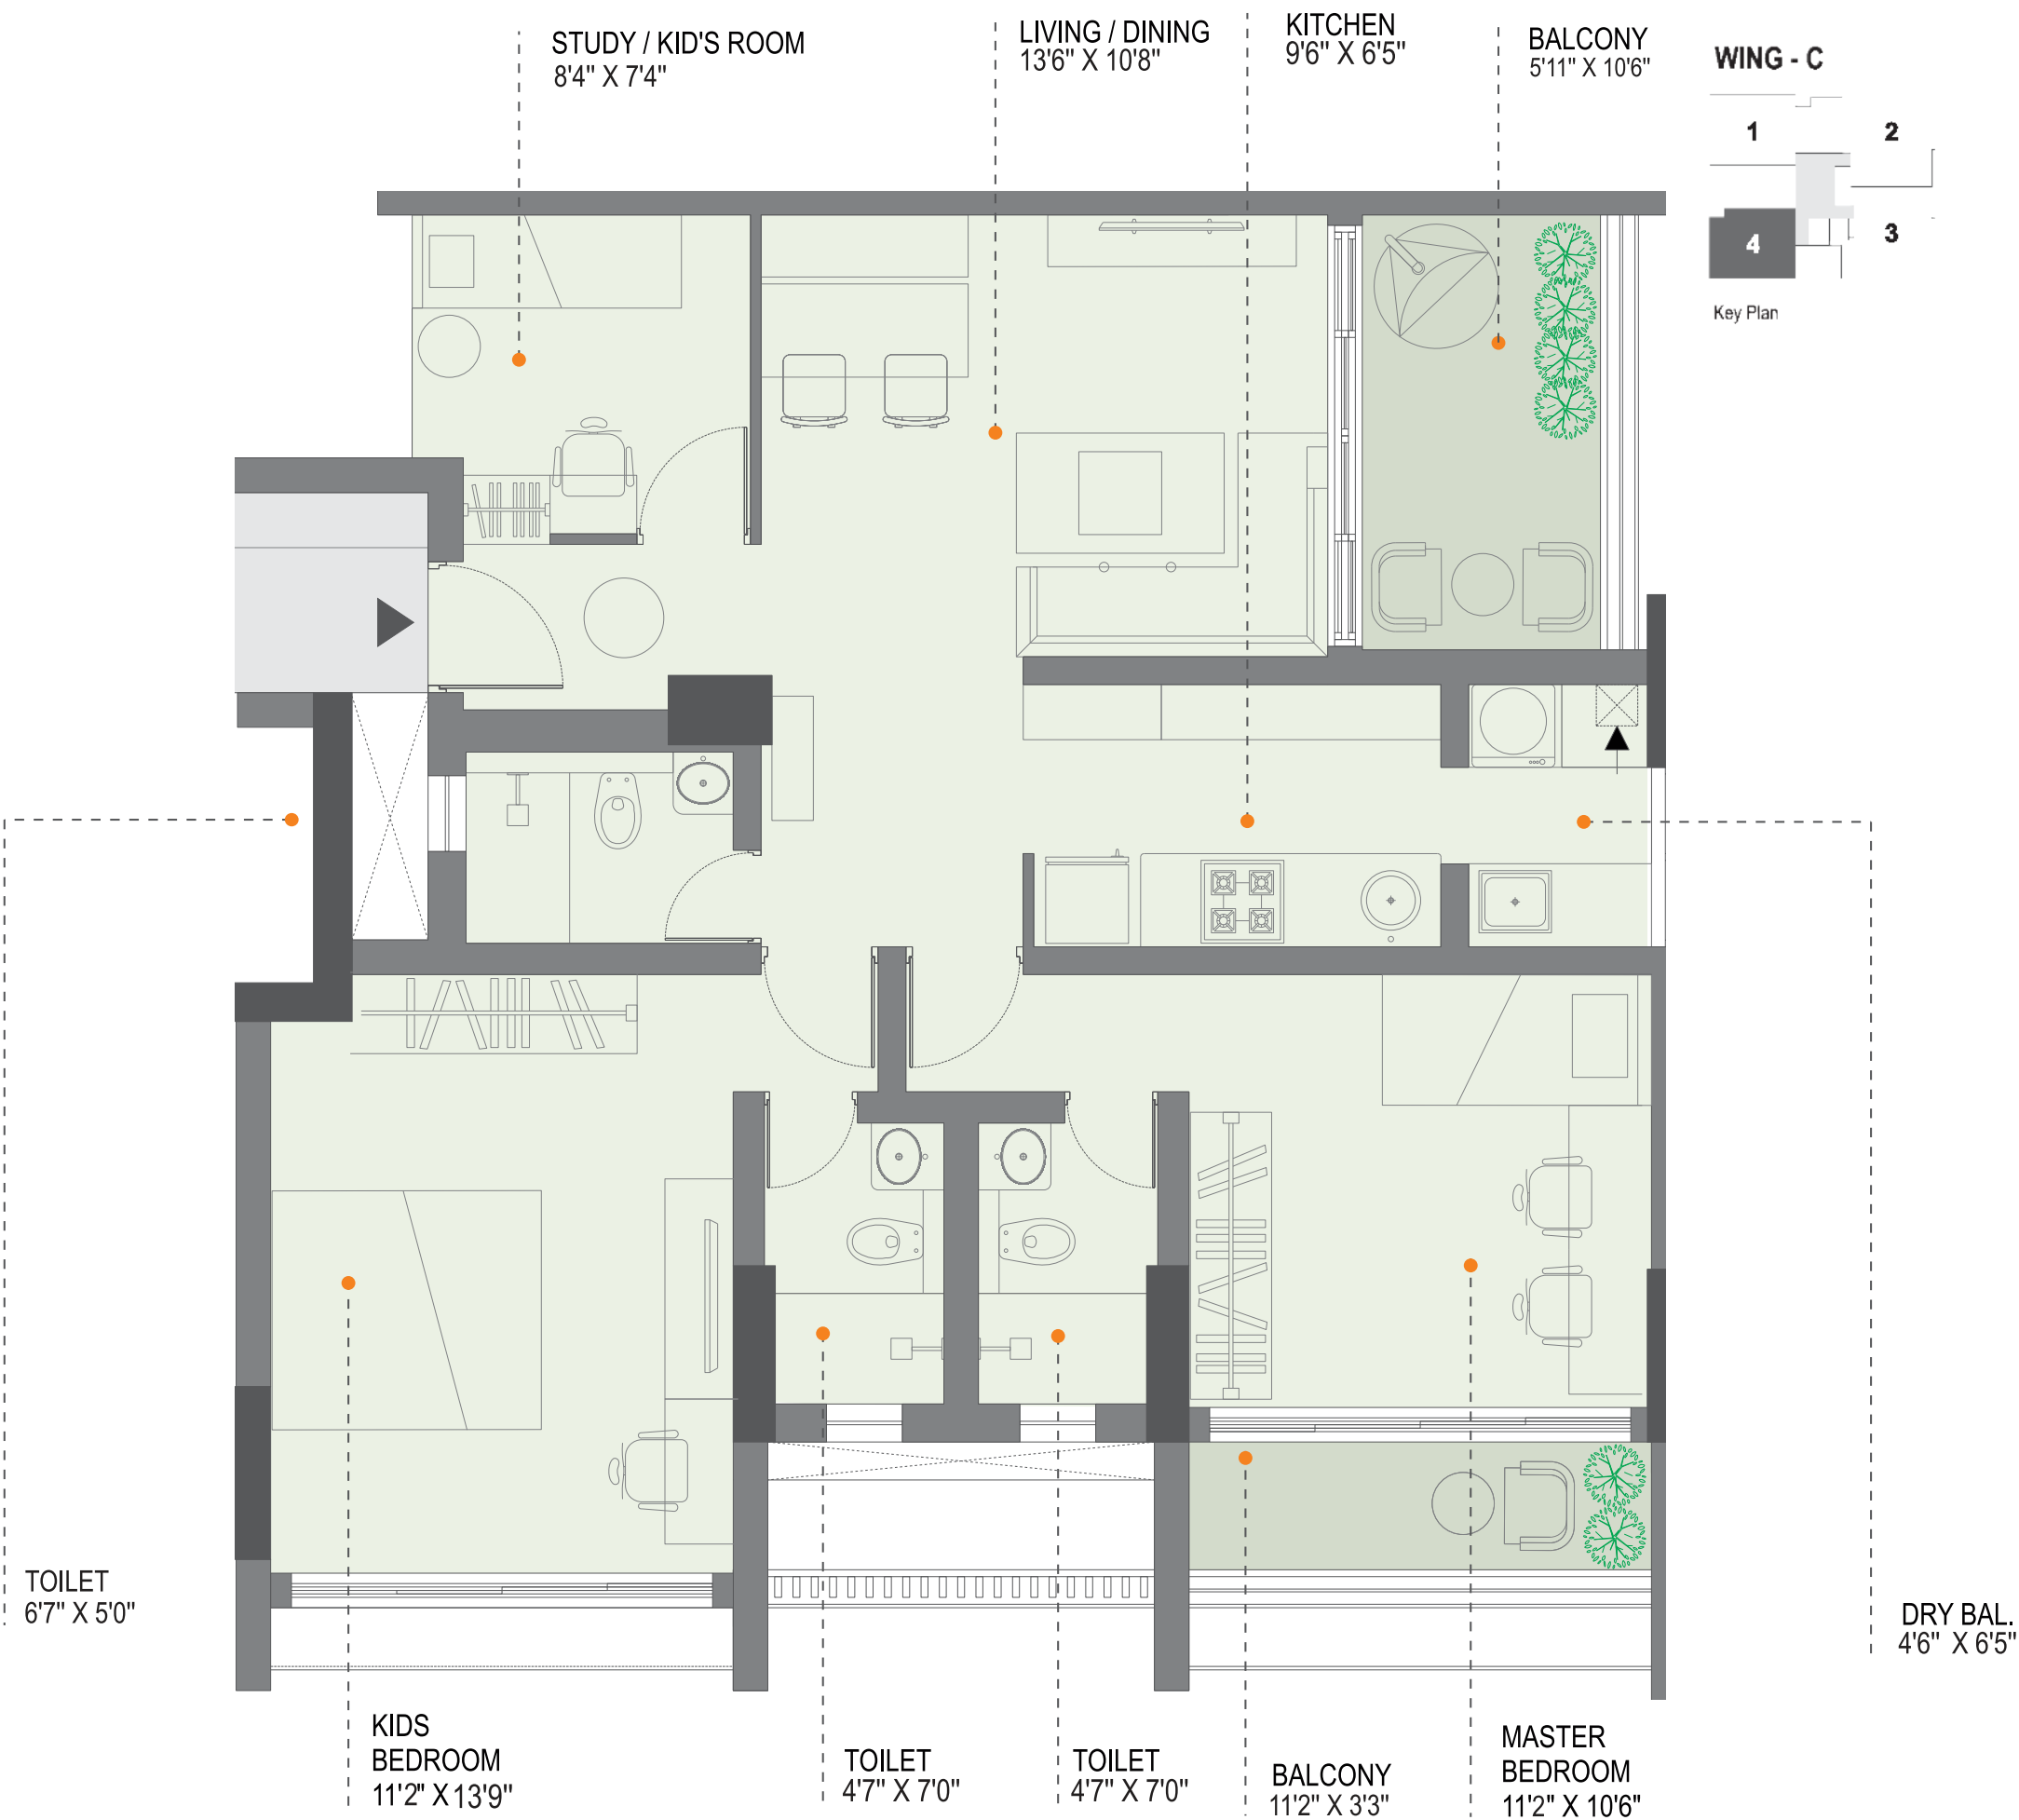 STUDY / KID'S ROOM
8'4" X 7'4"
LIVING / DINING
13'6" X 10'8"
KITCHEN
9'6" X 6'5"
BALCONY
5'11" X 10'6"
WING - C
1
2
4
3
Key Plan
TOILET
6'7" X 5'0"
DRY BAL.
4'6" X 6'5"
KIDS
BEDROOM
11'2" X 13'9"
TOILET
4'7" X 7'0"
TOILET
4'7" X 7'0"
BALCONY
11'2" X 3'3"
MASTER
BEDROOM
11'2" X 10'6"